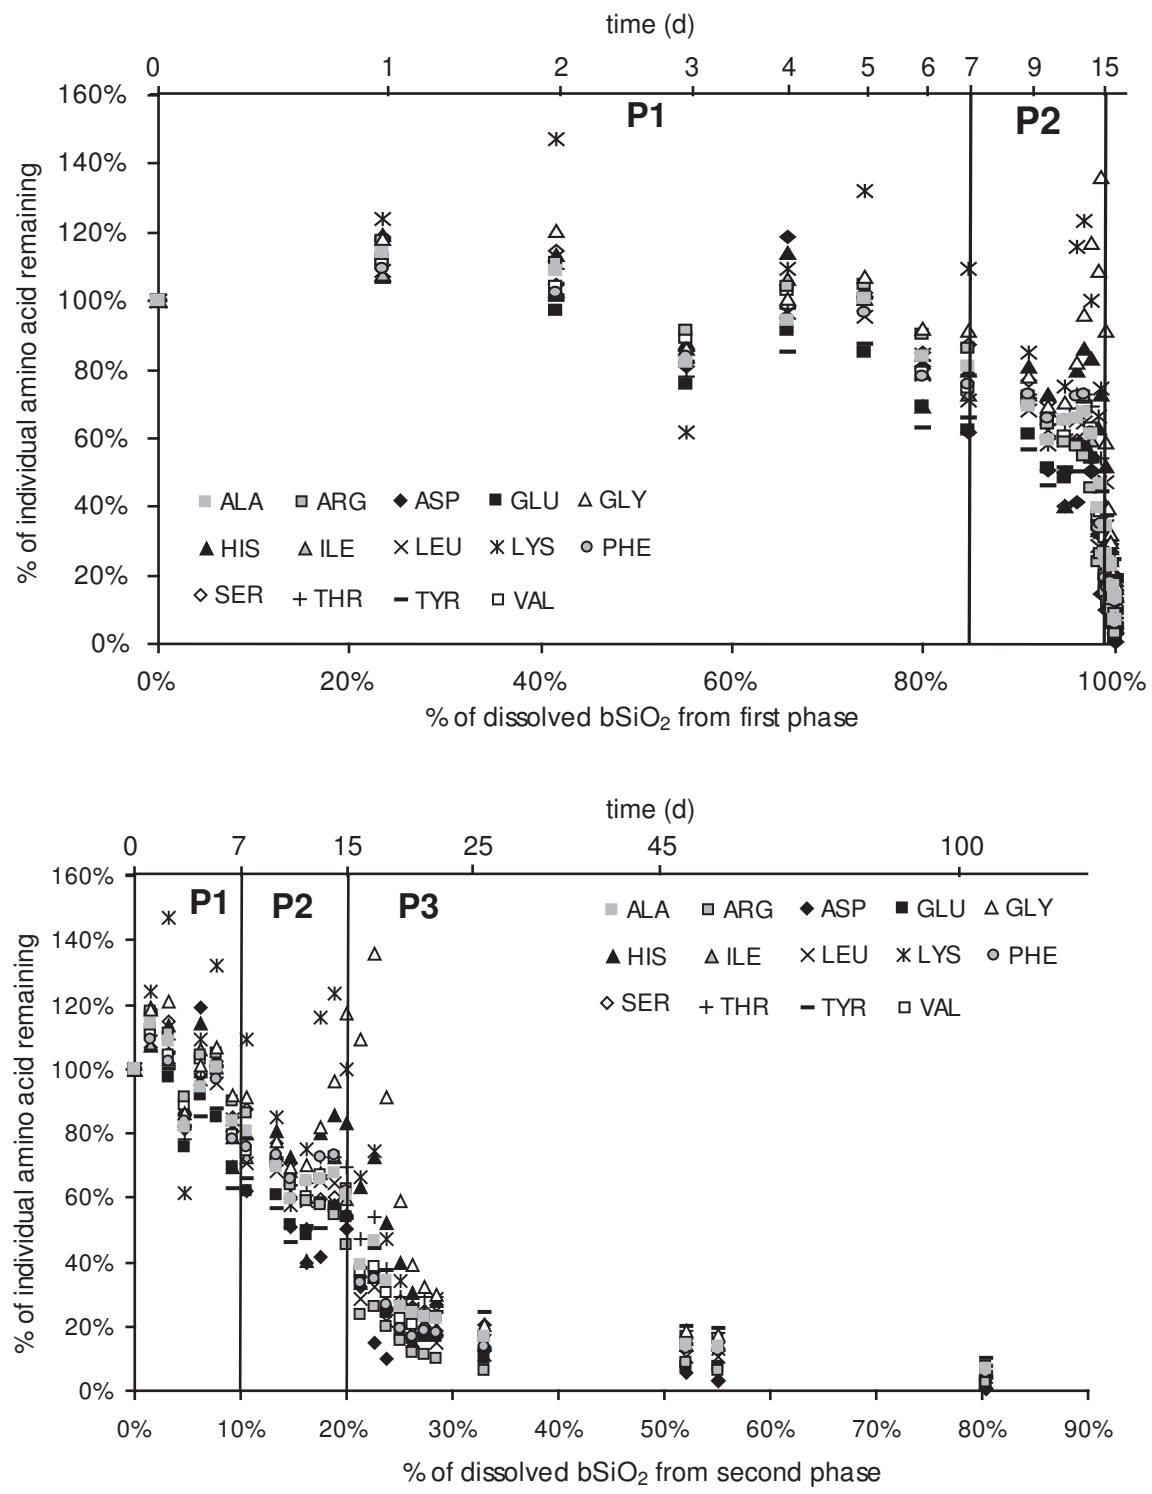 time (d)
0 1 2 3 4 5 6 7 9 15
160%
P1 P2
140%
120%
100%
80%
60%
40%
20%
0%
% of individual amino acid remaining
ALA ARG ASP GLU GLY
HIS ILE LEU LYS PHE
SER THR TYR VAL
0% 20% 40% 60% 80% 100%
% of dissolved bSiO₂ from first phase
time (d)
0 7 15 25 45 100
160%
P1 P2 P3
140%
120%
100%
80%
60%
40%
20%
0%
% of individual amino acid remaining
ALA ARG ASP GLU GLY
HIS ILE LEU LYS PHE
SER THR TYR VAL
0% 10% 20% 30% 40% 50% 60% 70% 80% 90%
% of dissolved bSiO₂ from second phase